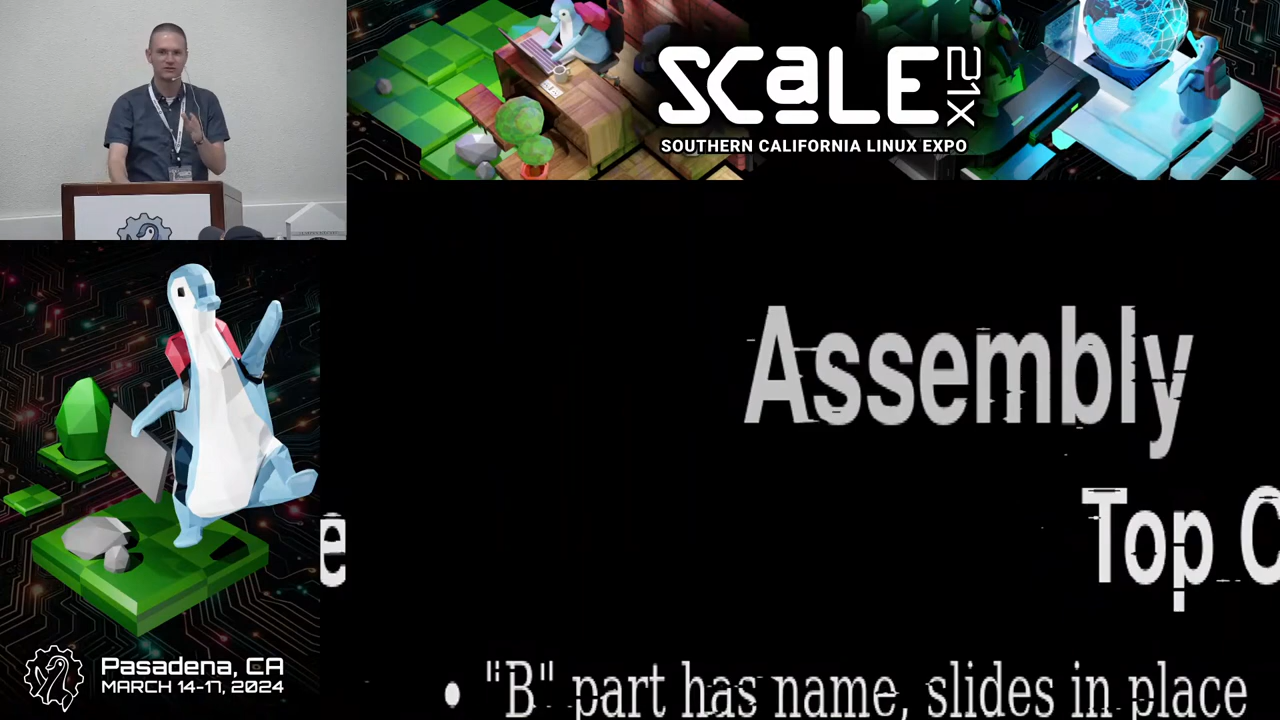 SCaLE 21x
SOUTHERN CALIFORNIA LINUX EXPO
Assembly
Top
• "B" part has name, slides in place
Pasadena, CA
MARCH 14-17, 2024